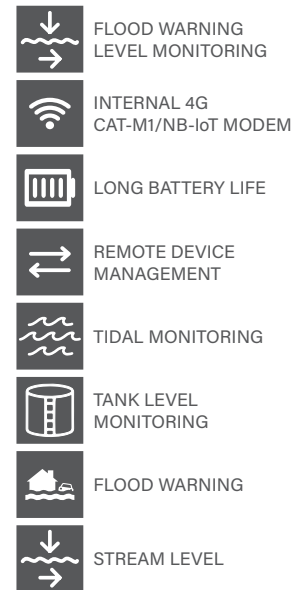 FLOOD WARNING
LEVEL MONITORING
INTERNAL 4G
CAT-M1/NB-IoT MODEM
LONG BATTERY LIFE
REMOTE DEVICE
MANAGEMENT
TIDAL MONITORING
TANK LEVEL
MONITORING
FLOOD WARNING
STREAM LEVEL